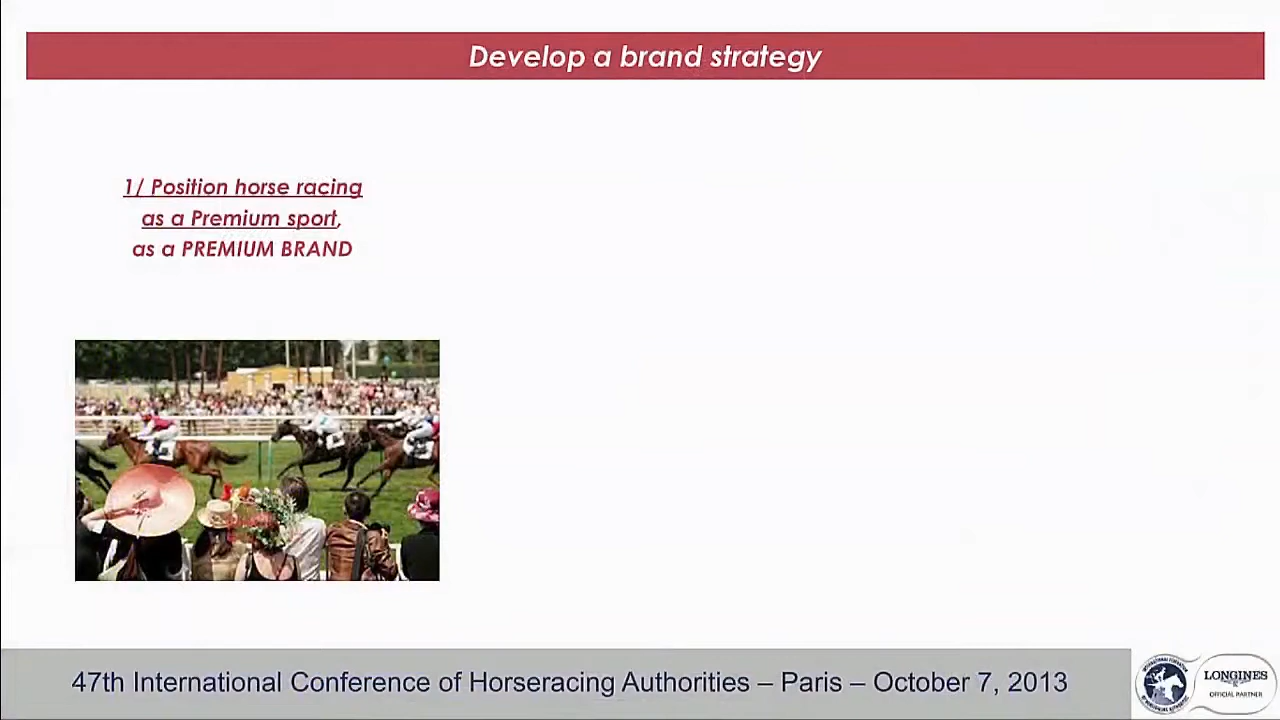 Develop a brand strategy
1/ Position horse racing
as a Premium sport,
as a PREMIUM BRAND
47th International Conference of Horseracing Authorities – Paris – October 7, 2013
LONGINES
OFFICIAL PARTNER